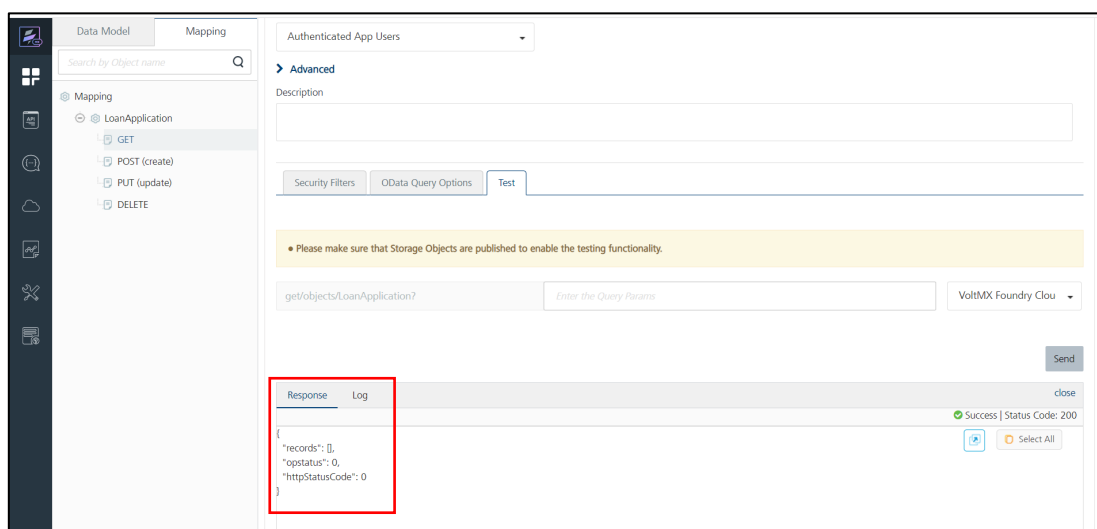 Data Model
Mapping
Search by Object name
Mapping
LoanApplication
GET
POST (create)
PUT (update)
DELETE
API
Authenticated App Users
Advanced
Description
Security Filters
OData Query Options
Test
• Please make sure that Storage Objects are published to enable the testing functionality.
get/objects/LoanApplication?
Enter the Query Params
VoltMX Foundry Clou
Send
Response
Log
close
Success | Status Code: 200
Select All
{
"records": [],
"opstatus": 0,
"httpStatusCode": 0
}